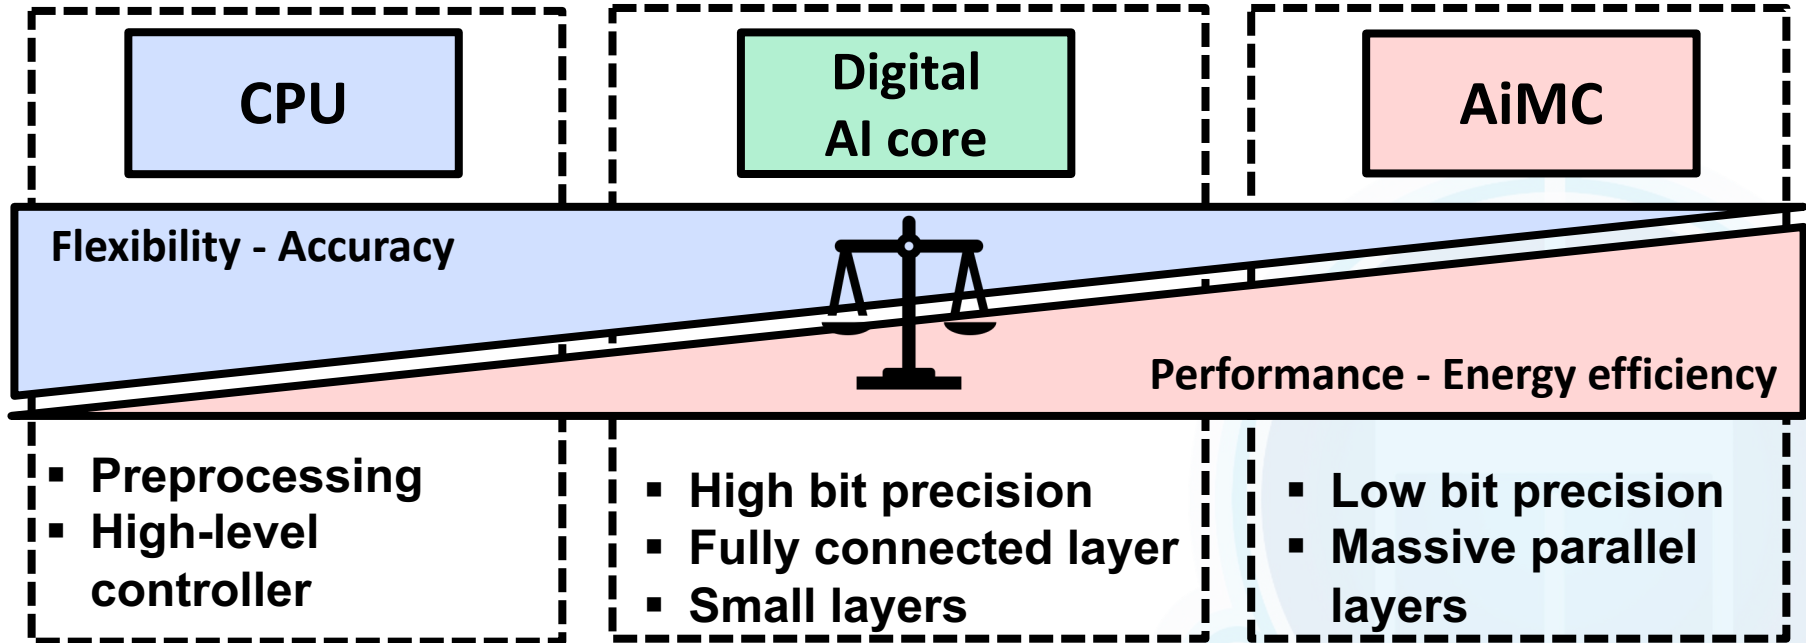 CPU
Digital
AI core
AiMC
Flexibility - Accuracy
Performance - Energy efficiency
▪ Preprocessing
▪ High-level
controller
▪ High bit precision
▪ Fully connected layer
▪ Small layers
▪ Low bit precision
▪ Massive parallel
layers